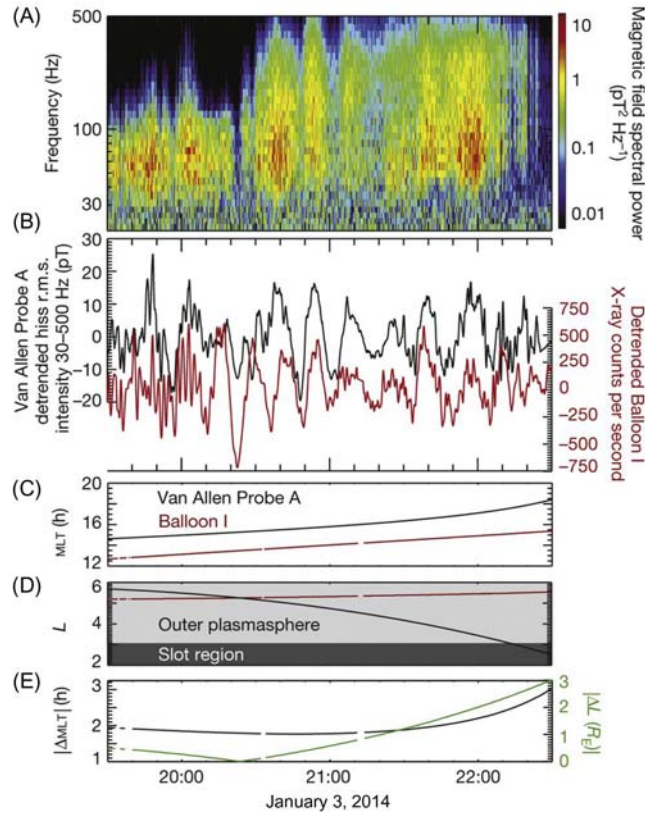 (A)
500
100
30
Frequency (Hz)
10
1
0.1
0.01
Magnetic field spectral power
(pT² Hz⁻¹)
(B)
30
20
10
0
−10
−20
Van Allen Probe A
detrended hiss r.m.s.
intensity 30–500 Hz (pT)
750
500
250
0
−250
−500
−750
Detrended Balloon I
X-ray counts per second
(C)
20
18
16
14
12
MLT (h)
Van Allen Probe A
Balloon I
(D)
6
4
2
L
Outer plasmasphere
Slot region
(E)
3
2
1
|ΔMLT| (h)
3
2
1
0
|ΔL (R_E)|
20:00
21:00
22:00
January 3, 2014